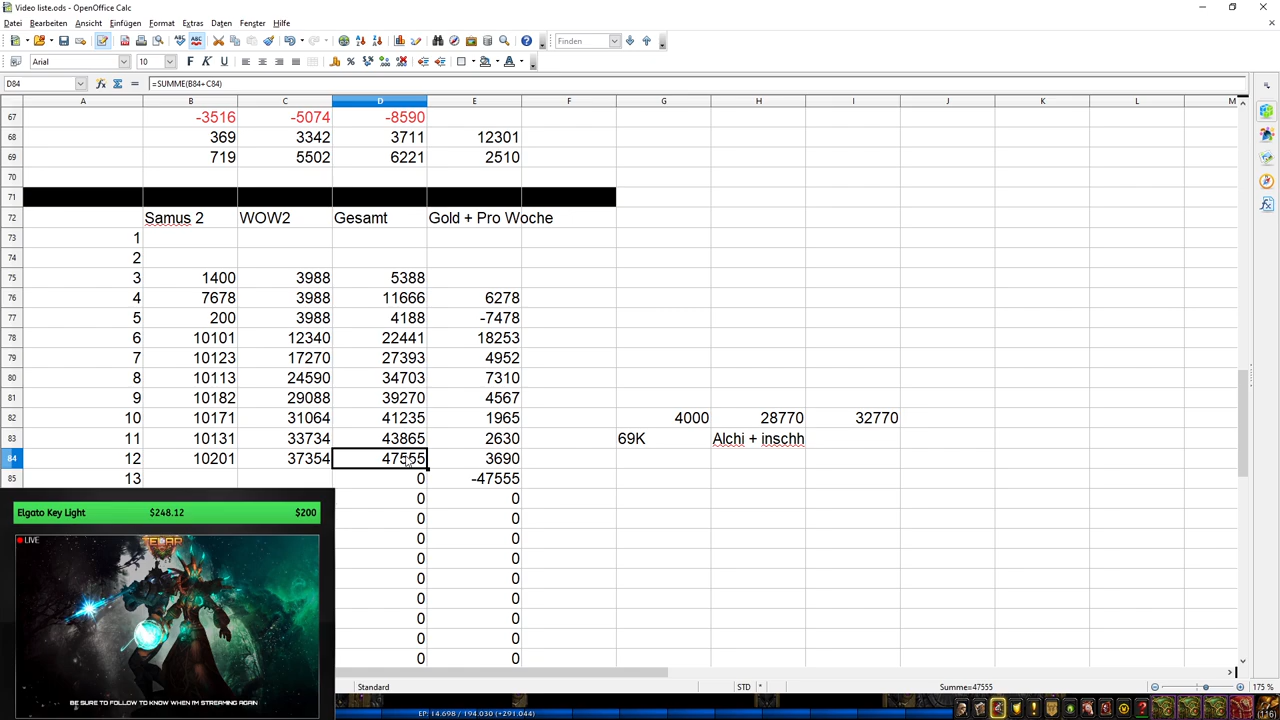 Video liste.ods - OpenOffice Calc
Datei Bearbeiten Ansicht Einfügen Format Extras Daten Fenster Hilfe
Finden
Arial 10 F K U
D84 =SUMME(B84+C84)
A B C D E F G H I J K L M
67 -3516 -5074 -8590
68 369 3342 3711 12301
69 719 5502 6221 2510
70
71
72 Samus 2 WOW2 Gesamt Gold + Pro Woche
73 1
74 2
75 3 1400 3988 5388
76 4 7678 3988 11666 6278
77 5 200 3988 4188 -7478
78 6 10101 12340 22441 18253
79 7 10123 17270 27393 4952
80 8 10113 24590 34703 7310
81 9 10182 29088 39270 4567
82 10 10171 31064 41235 1965 4000 28770 32770
83 11 10131 33734 43865 2630 69K Alchi + inschh
84 12 10201 37354 47555 3690
85 13 0 -47555
0 0
0 0
0 0
0 0
0 0
0 0
0 0
0 0
0 0
Elgato Key Light $248.12 $200
LIVE
BE SURE TO FOLLOW TO KNOW WHEN I'M STREAMING AGAIN
Standard STD * Summe=47555 175 %
EP: 14.698 / 194.030 (+291.044)